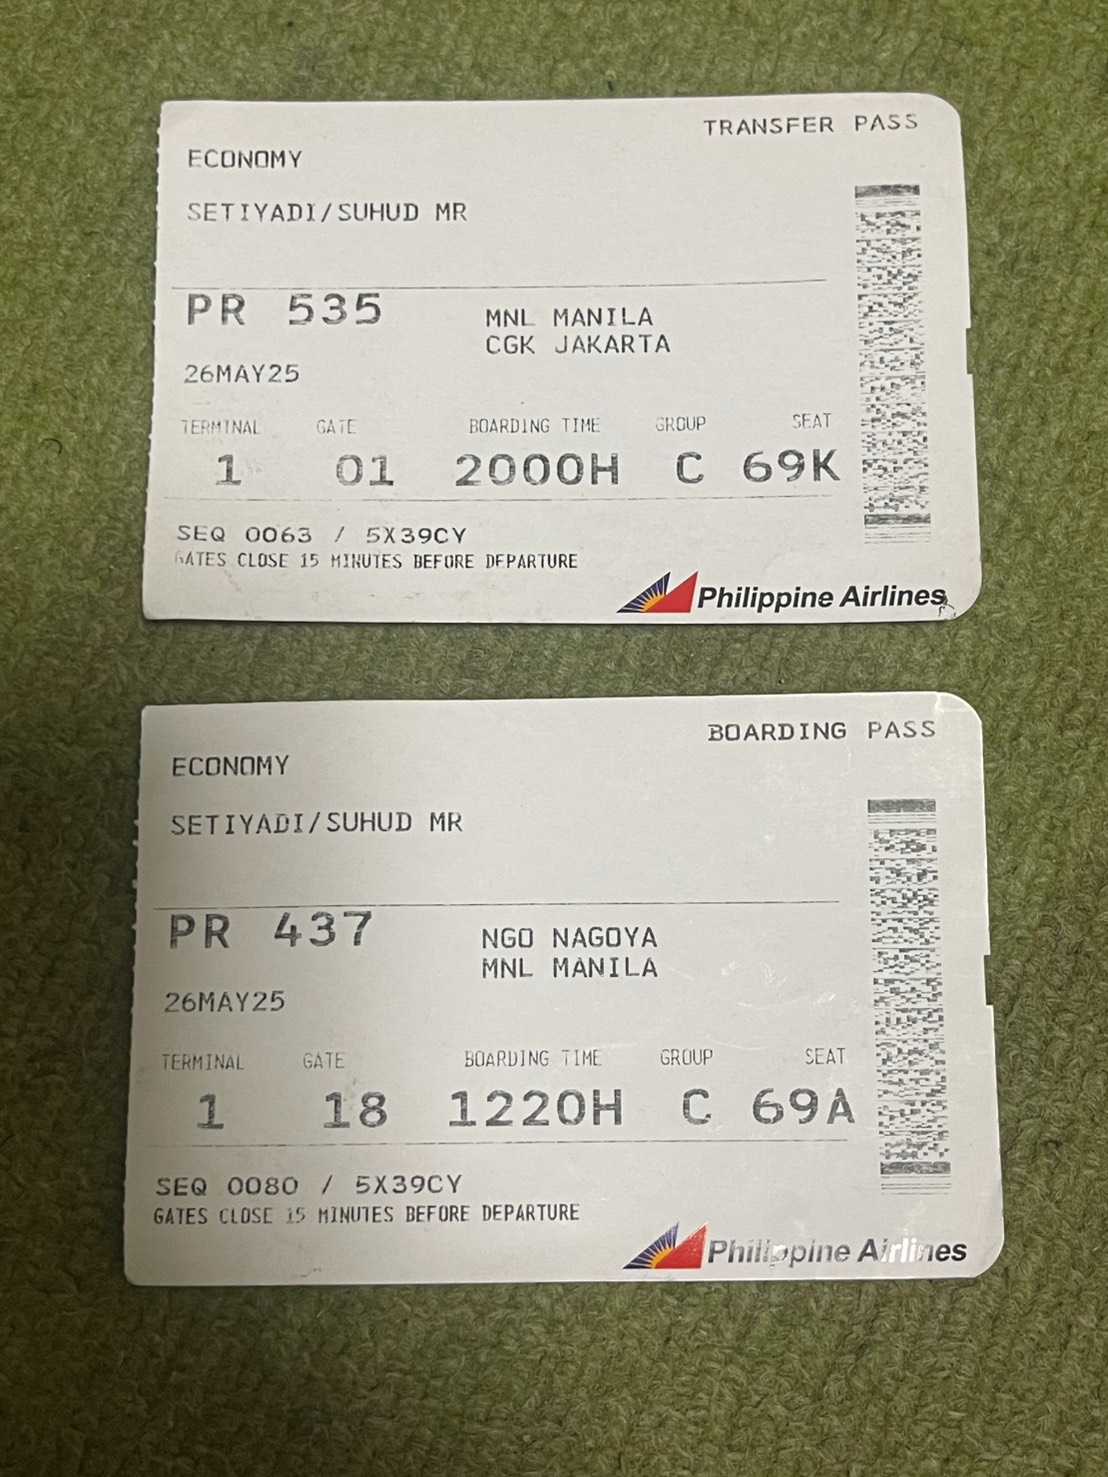 TRANSFER PASS
ECONOMY
SETIYADI/SUHUD MR
PR 535
MNL MANILA
CGK JAKARTA
26MAY25
TERMINAL GATE BOARDING TIME GROUP SEAT
1 01 2000H C 69K
SEQ 0063 / 5X39CY
GATES CLOSE 15 MINUTES BEFORE DEPARTURE
Philippine Airlines
BOARDING PASS
ECONOMY
SETIYADI/SUHUD MR
PR 437
NGO NAGOYA
MNL MANILA
26MAY25
TERMINAL GATE BOARDING TIME GROUP SEAT
1 18 1220H C 69A
SEQ 0080 / 5X39CY
GATES CLOSE 15 MINUTES BEFORE DEPARTURE
Philippine Airlines